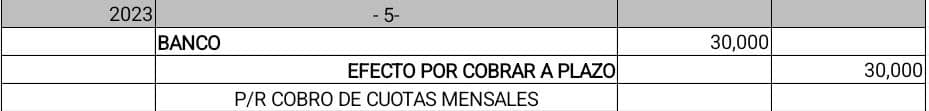 2023 - 5-
BANCO 30,000
EFECTO POR COBRAR A PLAZO 30,000
P/R COBRO DE CUOTAS MENSALES